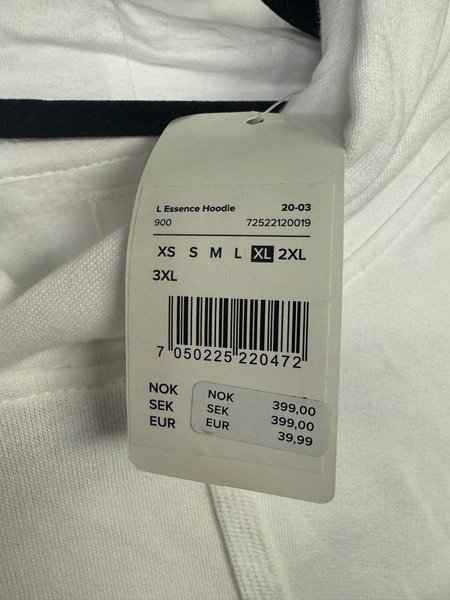 L Essence Hoodie 20-03
900 72522120019
XS S M L XL 2XL
3XL
7 050225 220472
NOK NOK 399,00
SEK SEK 399,00
EUR EUR 39,99